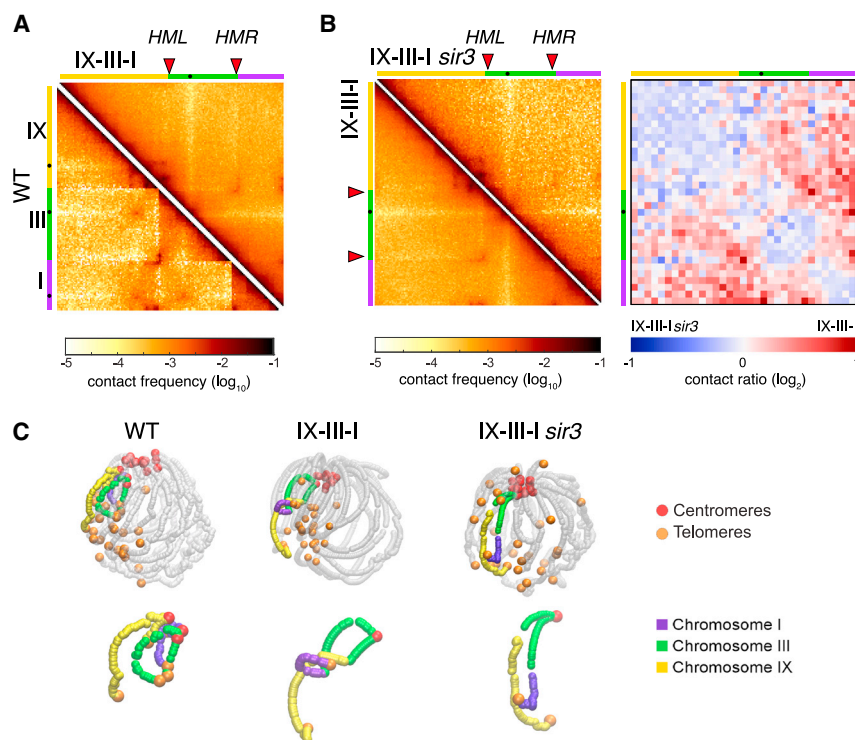 A
B
HML HMR
IX-III-I
HML HMR
IX-III-I sir3
WT
IX
III
I
IX-III-I
-5 -4 -3 -2 -1
contact frequency (log10)
-5 -4 -3 -2 -1
contact frequency (log10)
IX-III-I sir3 IX-III-
-1 0 1
contact ratio (log2)
C
WT
IX-III-I
IX-III-I sir3
Centromeres
Telomeres
Chromosome I
Chromosome III
Chromosome IX